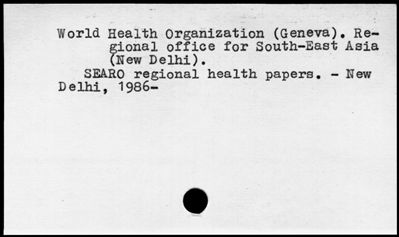 World Health Organization (Geneva). Re-
gional office for South-East Asia
(New Delhi).
SEARO regional health papers. - New
Delhi, 1986-